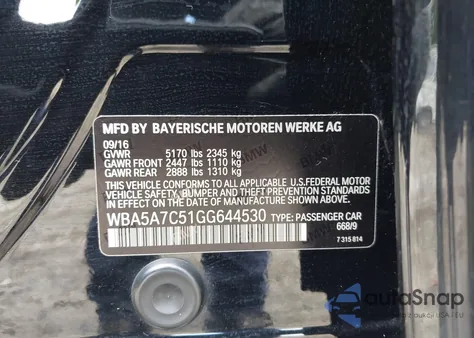 MFD BY BAYERISCHE MOTOREN WERKE AG
09/16
GVWR 5170 lbs 2345 kg
GAWR FRONT 2447 lbs 1110 kg
GAWR REAR 2888 lbs 1310 kg
THIS VEHICLE CONFORMS TO ALL APPLICABLE U.S.FEDERAL MOTOR
VEHICLE SAFETY, BUMPER, AND THEFT PREVENTION STANDARDS
IN EFFECT ON THE DATE OF MANUFACTURE SHOWN ABOVE.
WBA5A7C51GG644530 TYPE: PASSENGER CAR
668/9
7 315 814
autoSnap